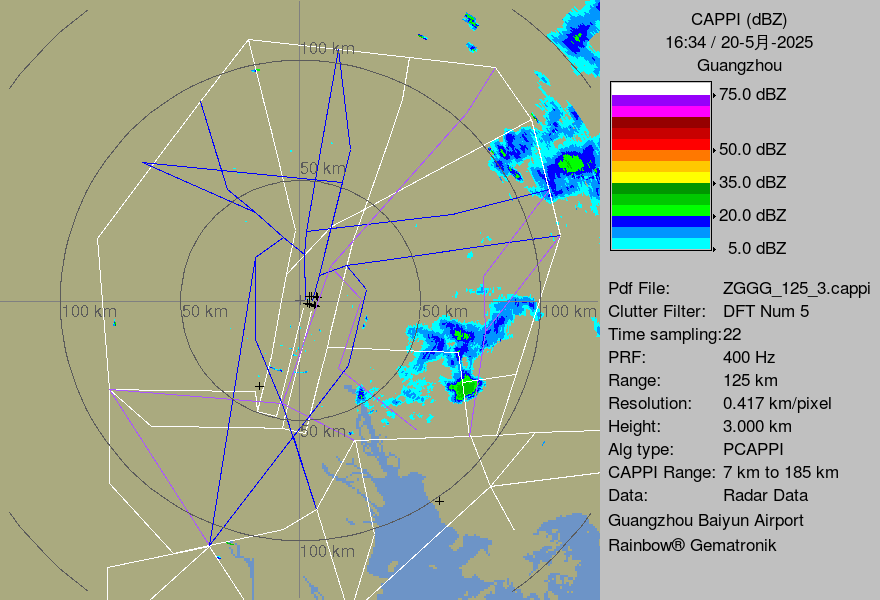 CAPPI (dBZ)
16:34 / 20-5月-2025
Guangzhou
75.0 dBZ
50.0 dBZ
35.0 dBZ
20.0 dBZ
5.0 dBZ
Pdf File: ZGGG_125_3.cappi
Clutter Filter: DFT Num 5
Time sampling:22
PRF: 400 Hz
Range: 125 km
Resolution: 0.417 km/pixel
Height: 3.000 km
Alg type: PCAPPI
CAPPI Range: 7 km to 185 km
Data: Radar Data
Guangzhou Baiyun Airport
Rainbow® Gematronik
100 km
50 km
100 km
50 km
50 km
100 km
50 km
100 km